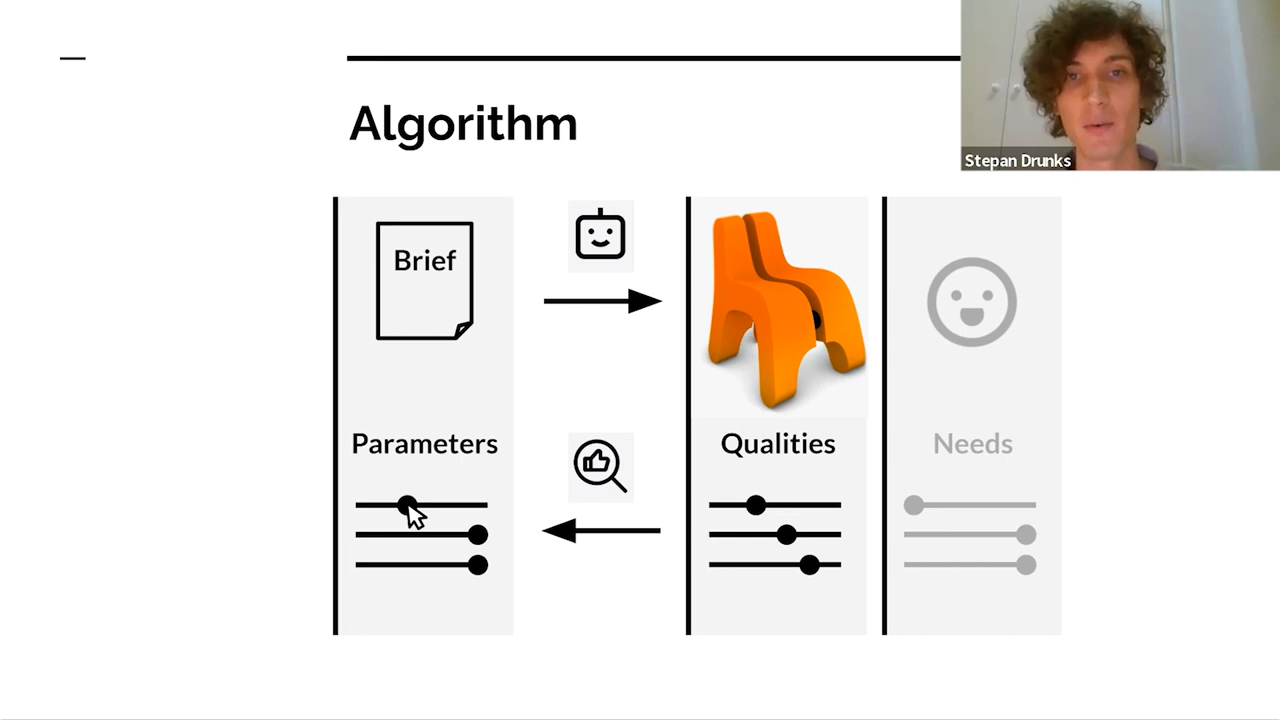 Algorithm
Stepan Drunks
Brief
Parameters
Qualities
Needs